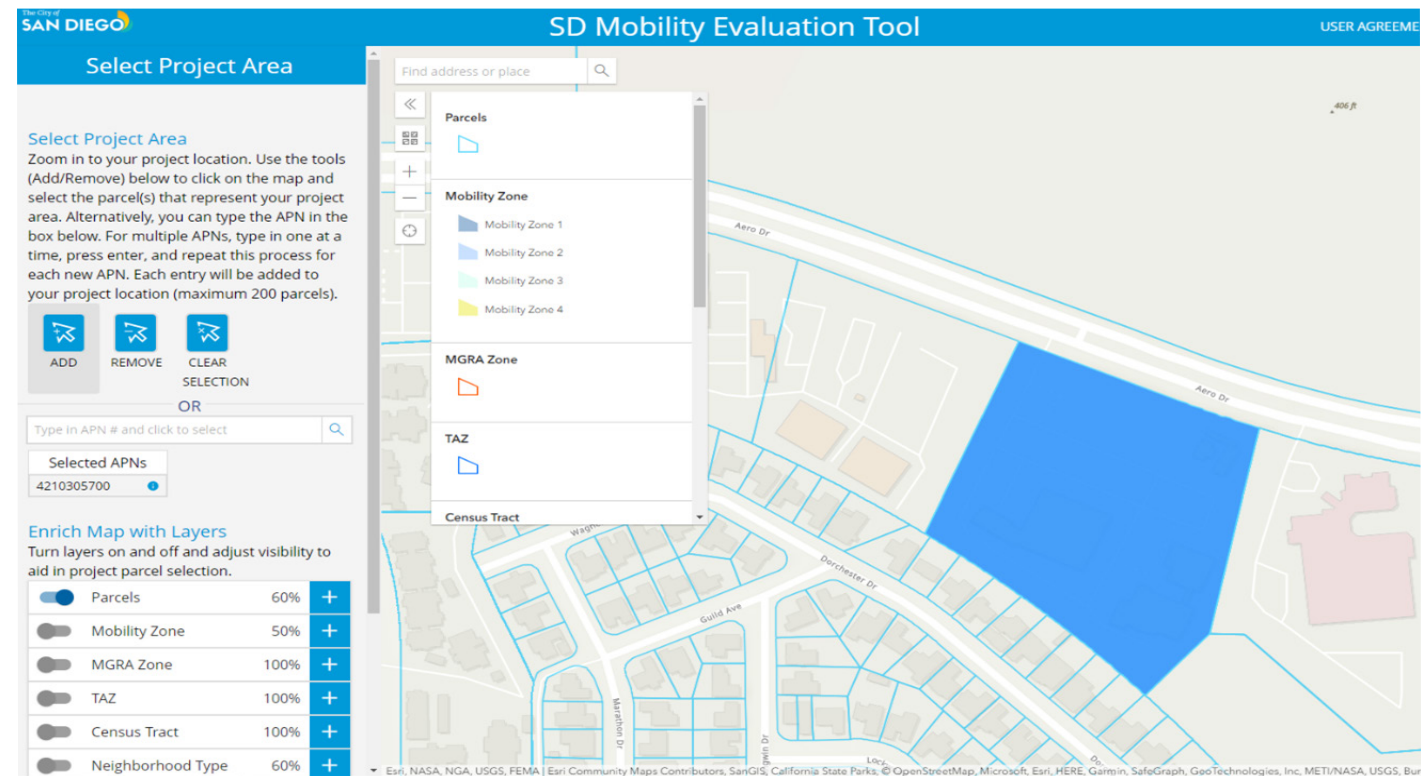 The City of
SAN DIEGO
SD Mobility Evaluation Tool
USER AGREEME
Select Project Area
Select Project Area
Zoom in to your project location. Use the tools
(Add/Remove) below to click on the map and
select the parcel(s) that represent your project
area. Alternatively, you can type the APN in the
box below. For multiple APNs, type in one at a
time, press enter, and repeat this process for
each new APN. Each entry will be added to
your project location (maximum 200 parcels).
ADD
REMOVE
CLEAR
SELECTION
OR
Type in APN # and click to select
Selected APNs
4210305700
Enrich Map with Layers
Turn layers on and off and adjust visibility to
aid in project parcel selection.
Parcels 60%
Mobility Zone 50%
MGRA Zone 100%
TAZ 100%
Census Tract 100%
Neighborhood Type 60%
Find address or place
Parcels
Mobility Zone
Mobility Zone 1
Mobility Zone 2
Mobility Zone 3
Mobility Zone 4
MGRA Zone
TAZ
Census Tract
406 ft
Aero Dr
Aero Dr
Wagn
Dorchester Dr
Guild Ave
Marathon Dr
win Dr
Lock
Do
Esri, NASA, NGA, USGS, FEMA | Esri Community Maps Contributors, SanGIS, California State Parks, © OpenStreetMap, Microsoft, Esri, HERE, Garmin, SafeGraph, GeoTechnologies, Inc, METI/NASA, USGS, Bu